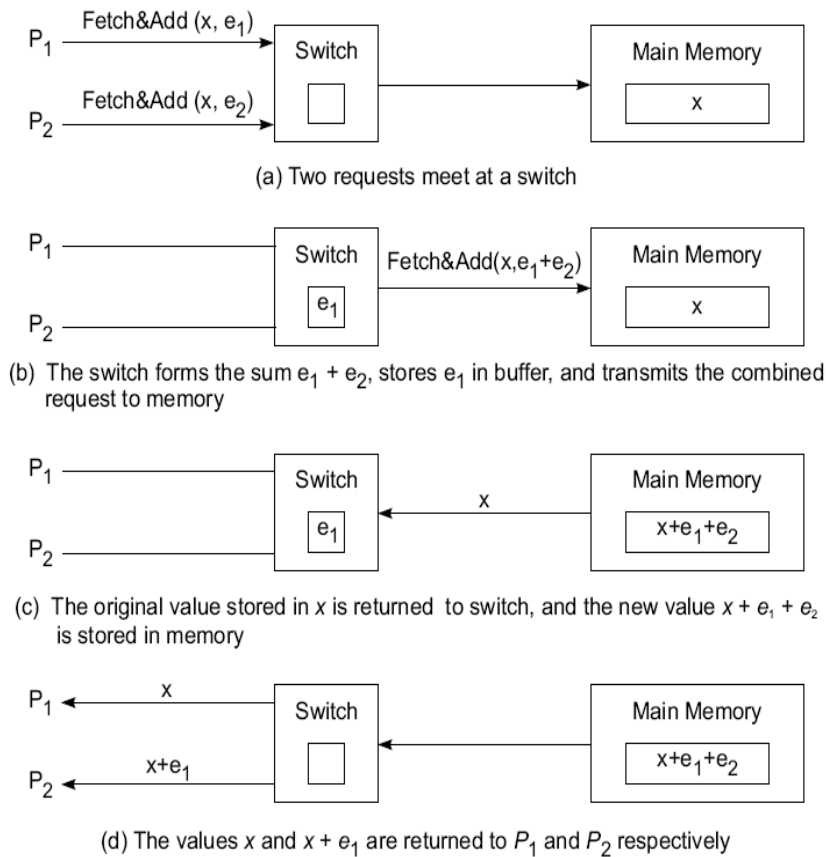 Fetch&Add (x, e₁)
P₁
Switch
Main Memory
Fetch&Add (x, e₂)
x
P₂
(a) Two requests meet at a switch
P₁
Switch
Fetch&Add(x,e₁+e₂)
Main Memory
e₁
x
P₂
(b) The switch forms the sum e₁ + e₂, stores e₁ in buffer, and transmits the combined
request to memory
P₁
Switch
x
Main Memory
e₁
x+e₁+e₂
P₂
(c) The original value stored in x is returned to switch, and the new value x + e₁ + e₂
is stored in memory
x
P₁
Switch
Main Memory
x+e₁
x+e₁+e₂
P₂
(d) The values x and x + e₁ are returned to P₁ and P₂ respectively